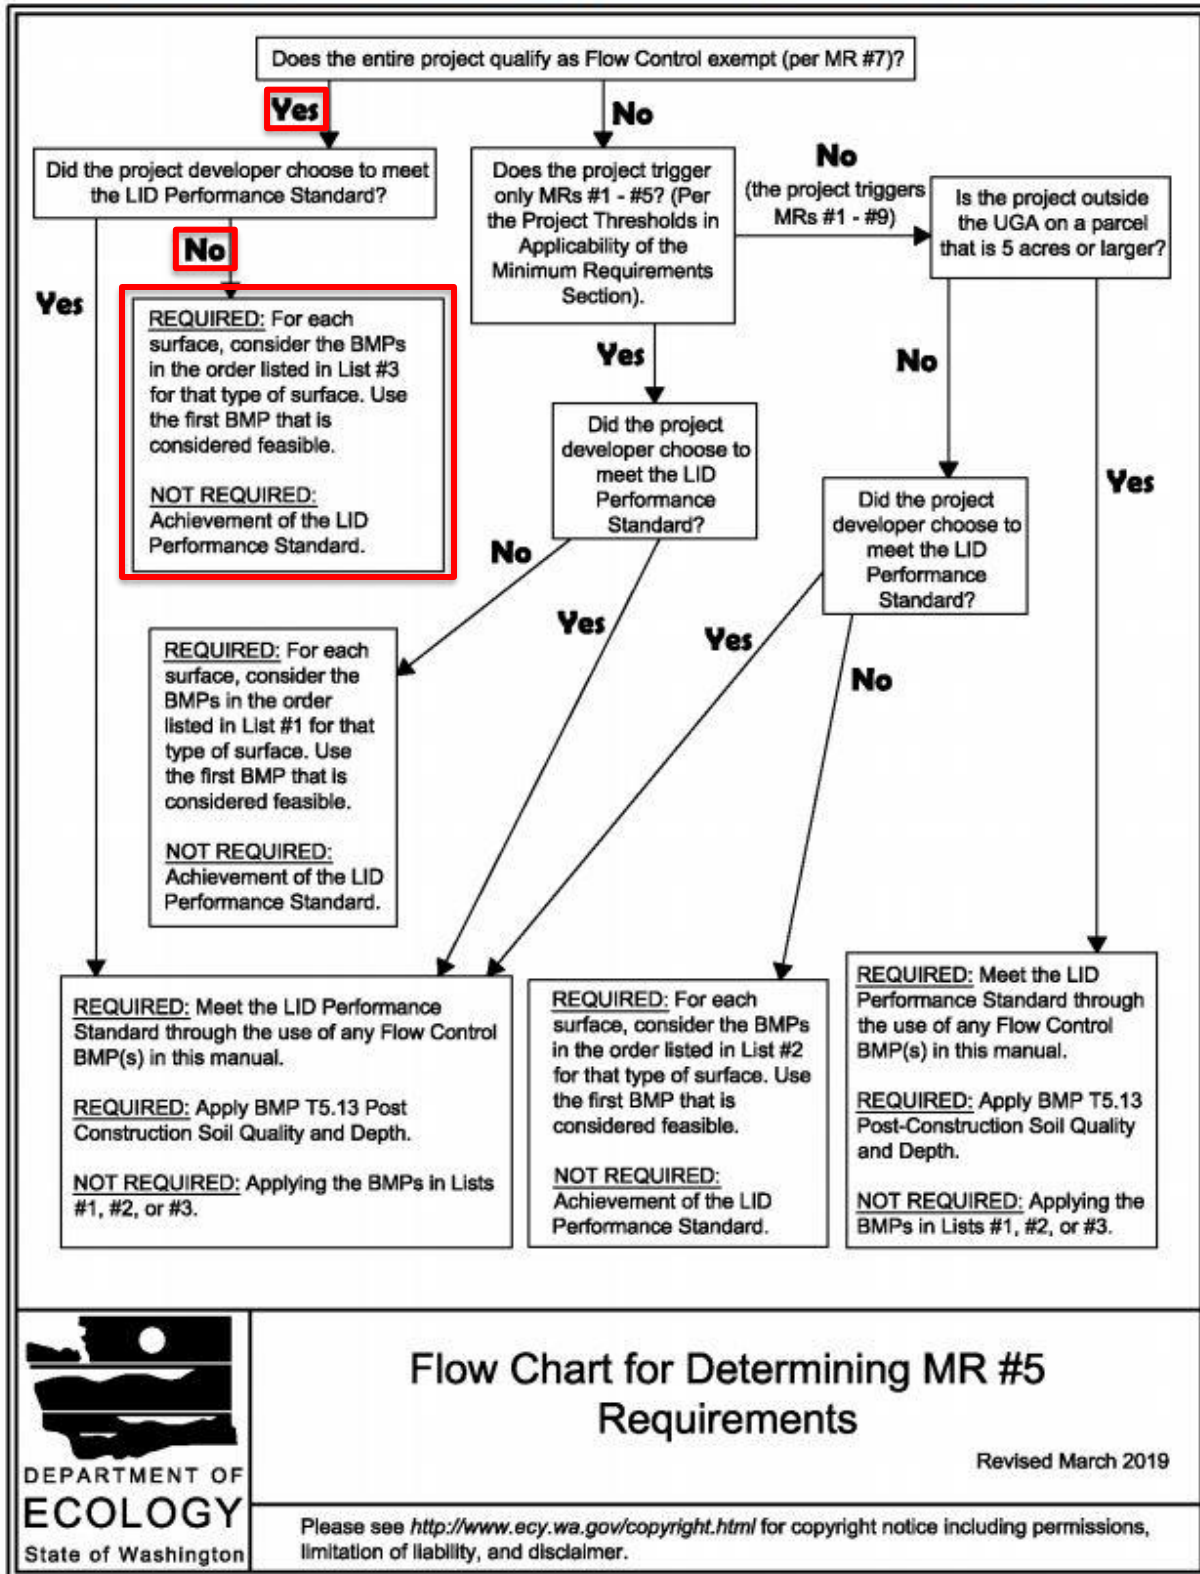 Does the entire project qualify as Flow Control exempt (per MR #7)?
Yes
No
Did the project developer choose to meet
the LID Performance Standard?
Does the project trigger
only MRs #1 - #5? (Per
the Project Thresholds in
Applicability of the
Minimum Requirements
Section).
No
(the project triggers
MRs #1 - #9)
Is the project outside
the UGA on a parcel
that is 5 acres or larger?
Yes
No
REQUIRED: For each
surface, consider the BMPs
in the order listed in List #3
for that type of surface. Use
the first BMP that is
considered feasible.
NOT REQUIRED:
Achievement of the LID
Performance Standard.
Yes
No
Yes
Did the project
developer choose to
meet the LID
Performance
Standard?
Did the project
developer choose to
meet the LID
Performance
Standard?
No
Yes
Yes
No
REQUIRED: For each
surface, consider the
BMPs in the order
listed in List #1 for that
type of surface. Use
the first BMP that is
considered feasible.
NOT REQUIRED:
Achievement of the LID
Performance Standard.
REQUIRED: Meet the LID Performance
Standard through the use of any Flow Control
BMP(s) in this manual.
REQUIRED: Apply BMP T5.13 Post
Construction Soil Quality and Depth.
NOT REQUIRED: Applying the BMPs in Lists
#1, #2, or #3.
REQUIRED: For each
surface, consider the BMPs
in the order listed in List #2
for that type of surface. Use
the first BMP that is
considered feasible.
NOT REQUIRED:
Achievement of the LID
Performance Standard.
REQUIRED: Meet the LID
Performance Standard through
the use of any Flow Control
BMP(s) in this manual.
REQUIRED: Apply BMP T5.13
Post-Construction Soil Quality
and Depth.
NOT REQUIRED: Applying the
BMPs in Lists #1, #2, or #3.
DEPARTMENT OF
ECOLOGY
State of Washington
Flow Chart for Determining MR #5
Requirements
Revised March 2019
Please see http://www.ecy.wa.gov/copyright.html for copyright notice including permissions,
limitation of liability, and disclaimer.